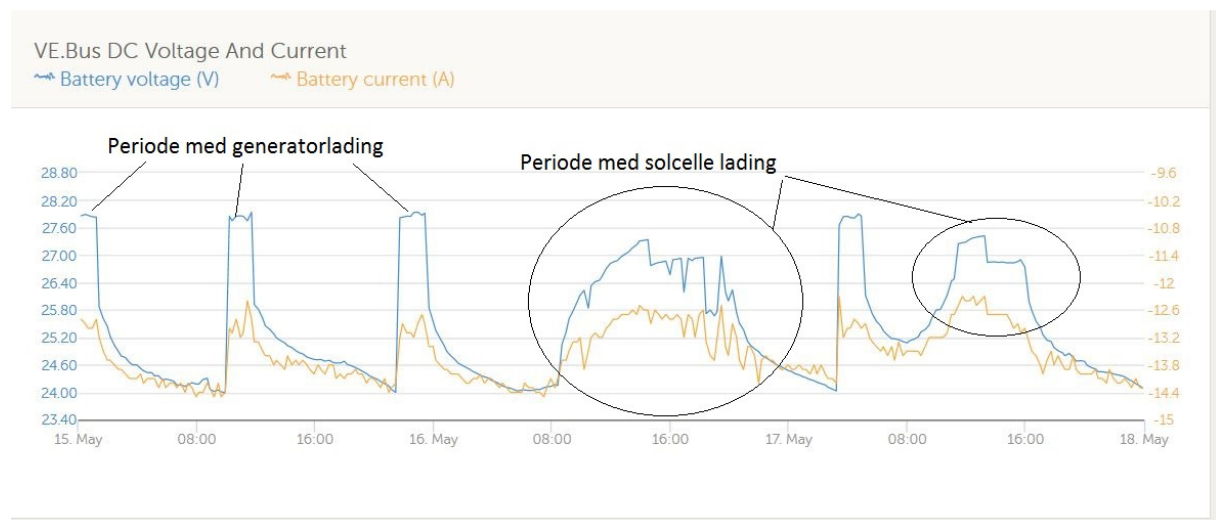 VE.Bus DC Voltage And Current
Battery voltage (V) Battery current (A)
Periode med generatorlading
Periode med solcelle lading
28.80 -9.6
28.20 -10.2
27.60 -10.8
27.00 -11.4
26.40 -12
25.80 -12.6
25.20 -13.2
24.60 -13.8
24.00 -14.4
23.40 -15
15. May 08:00 16:00 16. May 08:00 16:00 17. May 08:00 16:00 18. May